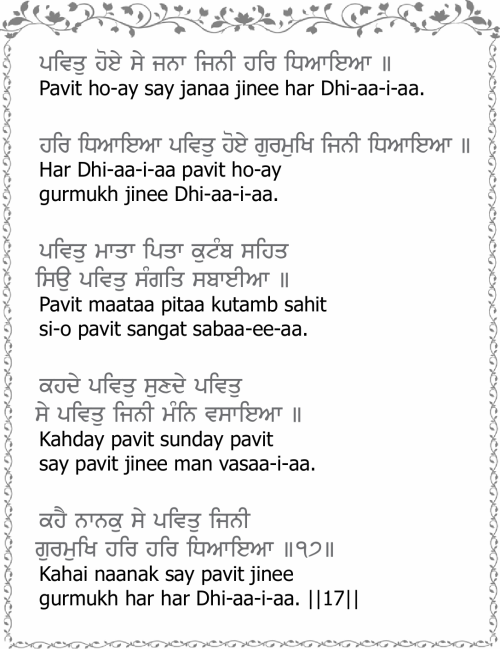 ਪਵਿਤੁ ਹੋਏ ਸੇ ਜਨਾ ਜਿਨੀ ਹਰਿ ਧਿਆਇਆ ॥
Pavit ho-ay say janaa jinee har Dhi-aa-i-aa.
ਹਰਿ ਧਿਆਇਆ ਪਵਿਤੁ ਹੋਏ ਗੁਰਮੁਖਿ ਜਿਨੀ ਧਿਆਇਆ ॥
Har Dhi-aa-i-aa pavit ho-ay
gurmukh jinee Dhi-aa-i-aa.
ਪਵਿਤੁ ਮਾਤਾ ਪਿਤਾ ਕੁਟੰਬ ਸਹਿਤ
ਸਿਉ ਪਵਿਤੁ ਸੰਗਤਿ ਸਬਾਈਆ ॥
Pavit maataa pitaa kutamb sahit
si-o pavit sangat sabaa-ee-aa.
ਕਹਦੇ ਪਵਿਤੁ ਸੁਣਦੇ ਪਵਿਤੁ
ਸੇ ਪਵਿਤੁ ਜਿਨੀ ਮੰਨਿ ਵਸਾਇਆ ॥
Kahday pavit sunday pavit
say pavit jinee man vasaa-i-aa.
ਕਹੈ ਨਾਨਕੁ ਸੇ ਪਵਿਤੁ ਜਿਨੀ
ਗੁਰਮੁਖਿ ਹਰਿ ਹਰਿ ਧਿਆਇਆ ॥੧੭॥
Kahai naanak say pavit jinee
gurmukh har har Dhi-aa-i-aa. ||17||